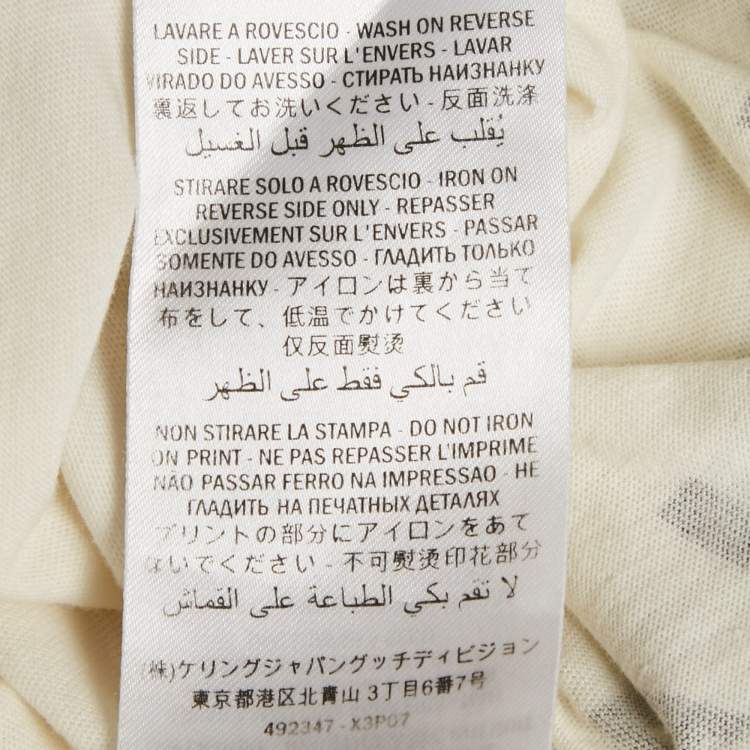 LAVARE A ROVESCIO - WASH ON REVERSE
SIDE - LAVER SUR L'ENVERS - LAVAR
VIRADO DO AVESSO - СТИРАТЬ НАИЗНАНКУ
裏返してお洗いください - 反面洗涤
يُقلب على الظهر قبل الغسيل
STIRARE SOLO A ROVESCIO - IRON ON
REVERSE SIDE ONLY - REPASSER
EXCLUSIVEMENT SUR L'ENVERS - PASSAR
SOMENTE DO AVESSO - ГЛАДИТЬ ТОЛЬКО
НАИЗНАНКУ - アイロンは裏から当て
布をして、低温でかけてください
仅反面熨烫
قم بالكي فقط على الظهر
NON STIRARE LA STAMPA - DO NOT IRON
ON PRINT - NE PAS REPASSER L'IMPRIME
NÃO PASSAR FERRO NA IMPRESSAO - НЕ
ГЛАДИТЬ НА ПЕЧАТНЫХ ДЕТАЛЯХ
プリントの部分にアイロンをあて
ないでください - 不可熨烫印花部分
لا تقم بكي الطباعة على القماش
(株)ケリングジャパングッチディビジョン
東京都港区北青山 3丁目6番7号
492347 - X3P07